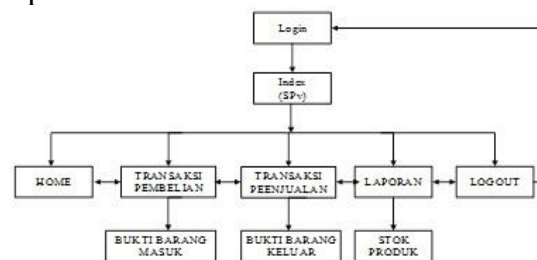 Login
Index
(SPv)
HOME
TRANSAKSI
PEMBELIAN
TRANSAKSI
PEENJUALAN
LAPORAN
LOGOUT
BUKTI BARANG
MASUK
BUKTI BARANG
KELUAR
STOK
PRODUK